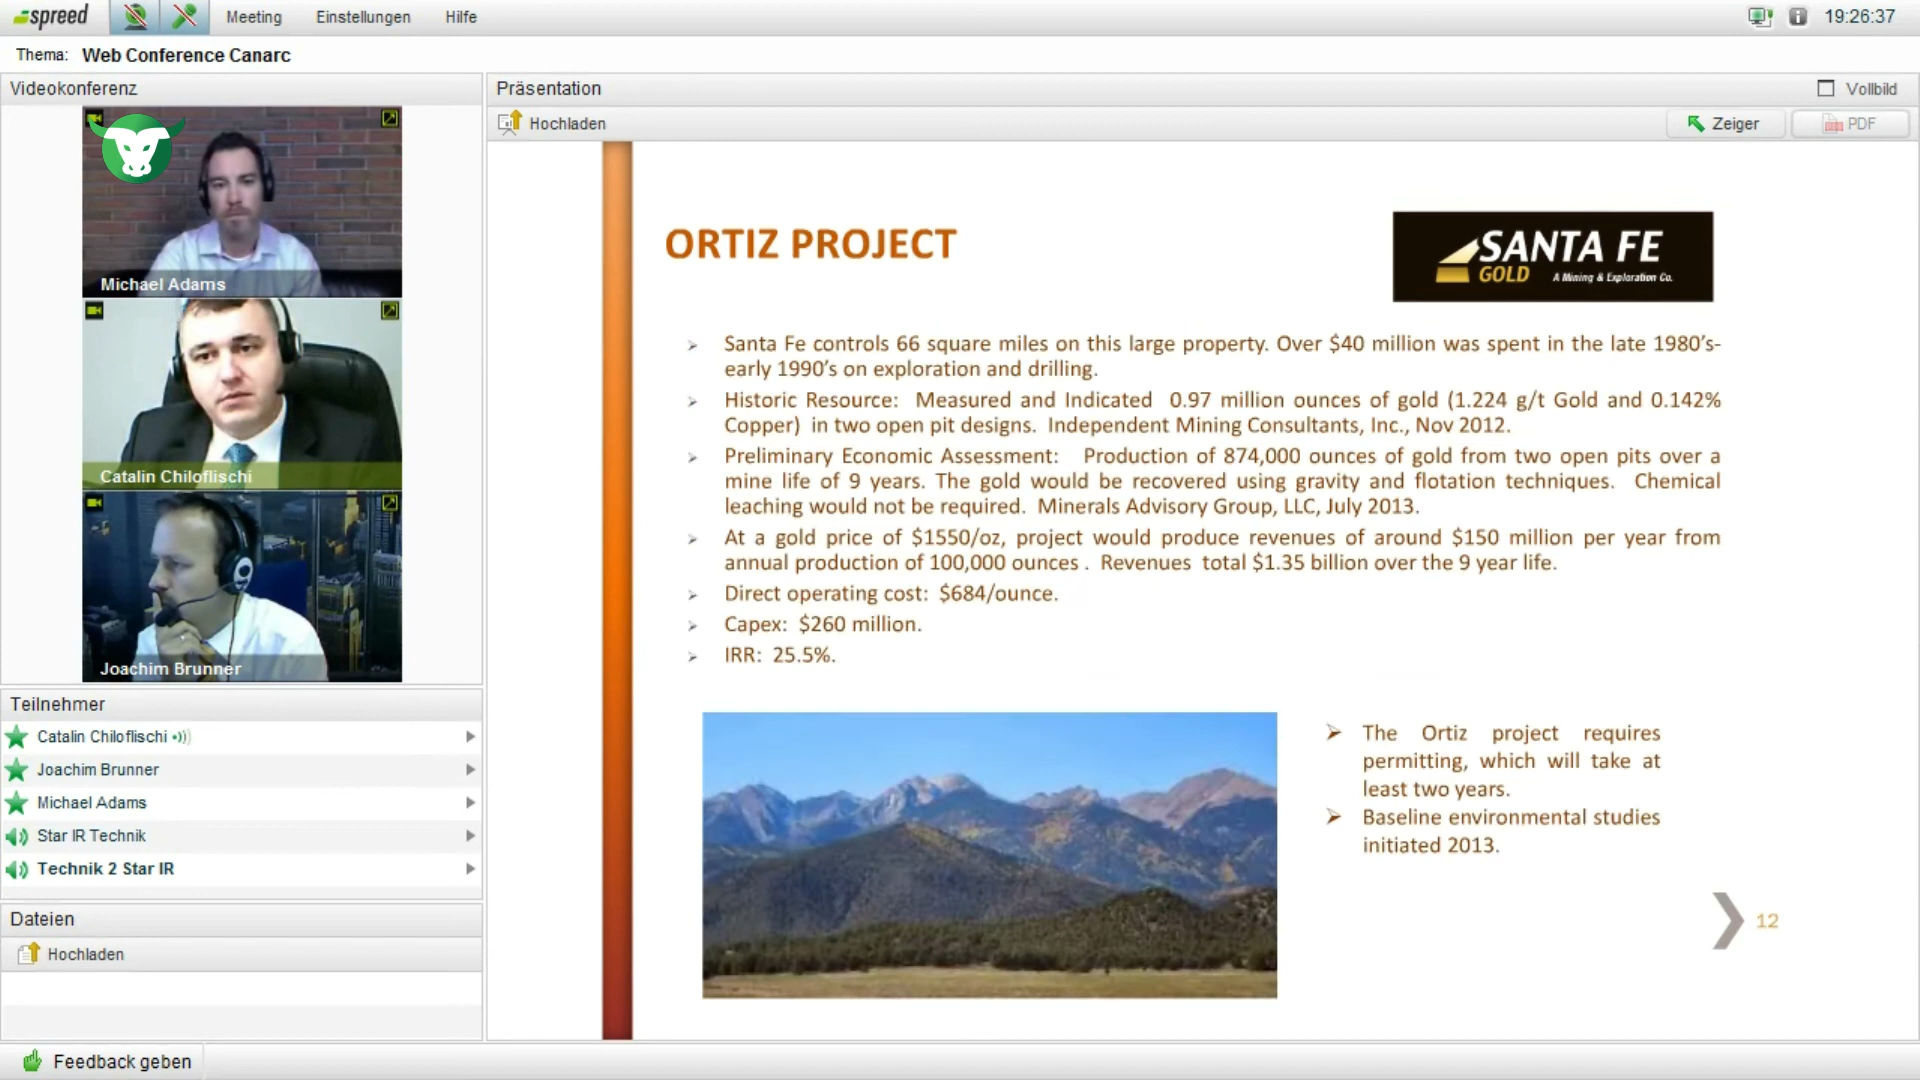 spreed
Meeting
Einstellungen
Hilfe
19:26:37
Thema: Web Conference Canarc
Videokonferenz
Michael Adams
Catalin Chiloflischi
Joachim Brunner
Teilnehmer
Catalin Chiloflischi
Joachim Brunner
Michael Adams
Star IR Technik
Technik 2 Star IR
Dateien
Hochladen
Feedback geben
Präsentation
Vollbild
Hochladen
Zeiger
PDF
ORTIZ PROJECT
SANTA FE
GOLD A Mining & Exploration Co.
Santa Fe controls 66 square miles on this large property. Over $40 million was spent in the late 1980’s-
early 1990’s on exploration and drilling.
Historic Resource: Measured and Indicated 0.97 million ounces of gold (1.224 g/t Gold and 0.142%
Copper) in two open pit designs. Independent Mining Consultants, Inc., Nov 2012.
Preliminary Economic Assessment: Production of 874,000 ounces of gold from two open pits over a
mine life of 9 years. The gold would be recovered using gravity and flotation techniques. Chemical
leaching would not be required. Minerals Advisory Group, LLC, July 2013.
At a gold price of $1550/oz, project would produce revenues of around $150 million per year from
annual production of 100,000 ounces . Revenues total $1.35 billion over the 9 year life.
Direct operating cost: $684/ounce.
Capex: $260 million.
IRR: 25.5%.
The Ortiz project requires
permitting, which will take at
least two years.
Baseline environmental studies
initiated 2013.
12